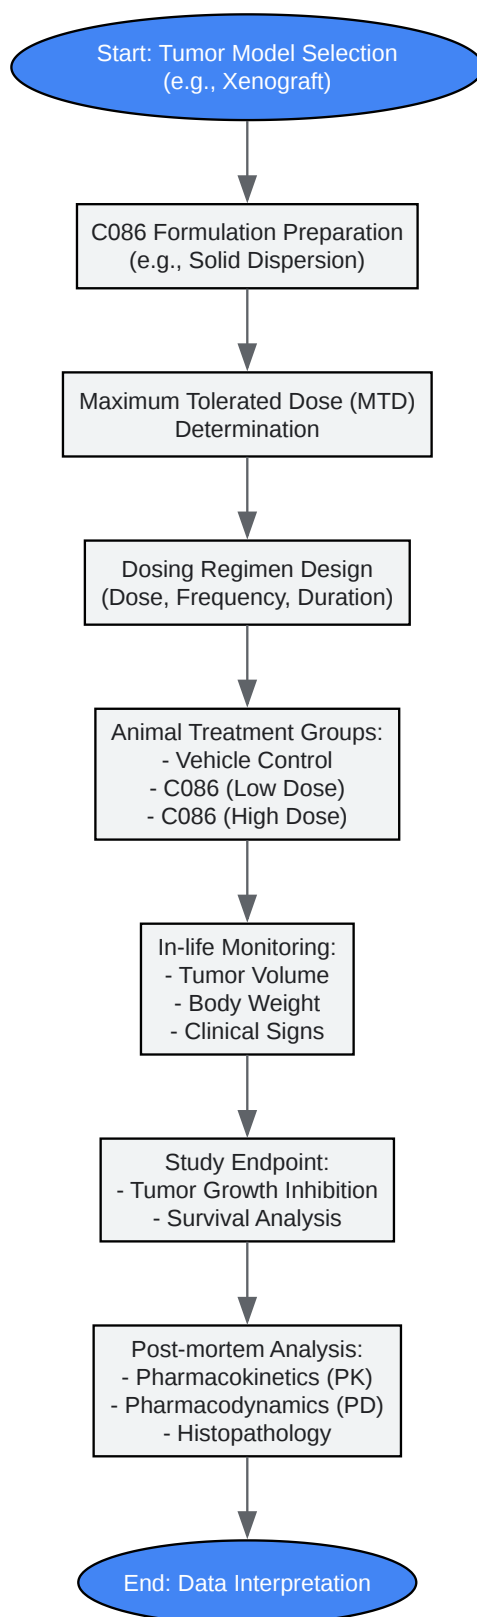 Start: Tumor Model Selection
(e.g., Xenograft)
C086 Formulation Preparation
(e.g., Solid Dispersion)
Maximum Tolerated Dose (MTD)
Determination
Dosing Regimen Design
(Dose, Frequency, Duration)
Animal Treatment Groups:
- Vehicle Control
- C086 (Low Dose)
- C086 (High Dose)
In-life Monitoring:
- Tumor Volume
- Body Weight
- Clinical Signs
Study Endpoint:
- Tumor Growth Inhibition
- Survival Analysis
Post-mortem Analysis:
- Pharmacokinetics (PK)
- Pharmacodynamics (PD)
- Histopathology
End: Data Interpretation